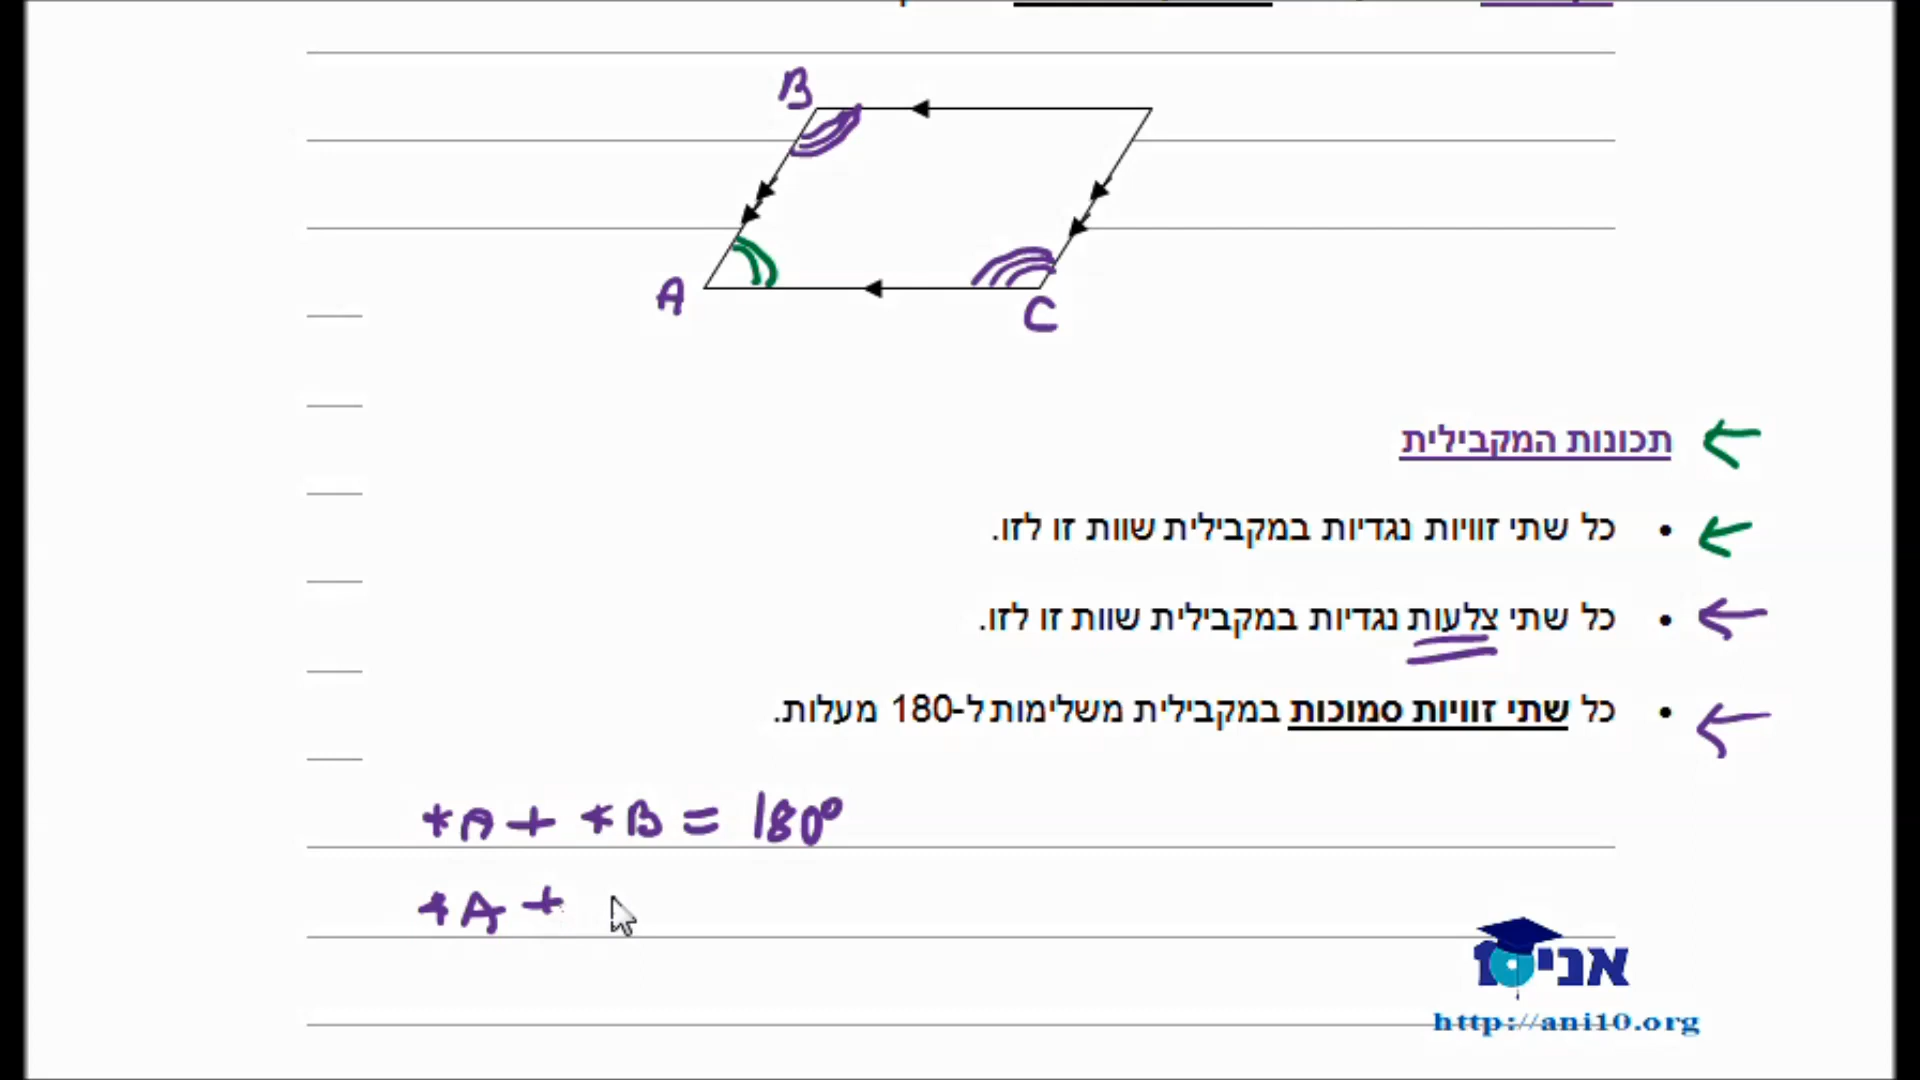 B
A
C
תכונות המקבילית
כל שתי זוויות נגדיות במקבילית שוות זו לזו.
כל שתי צלעות נגדיות במקבילית שוות זו לזו.
כל שתי זוויות סמוכות במקבילית משלימות ל-180 מעלות.
∢A + ∢B = 180°
∢A +
אני10
http://ani10.org